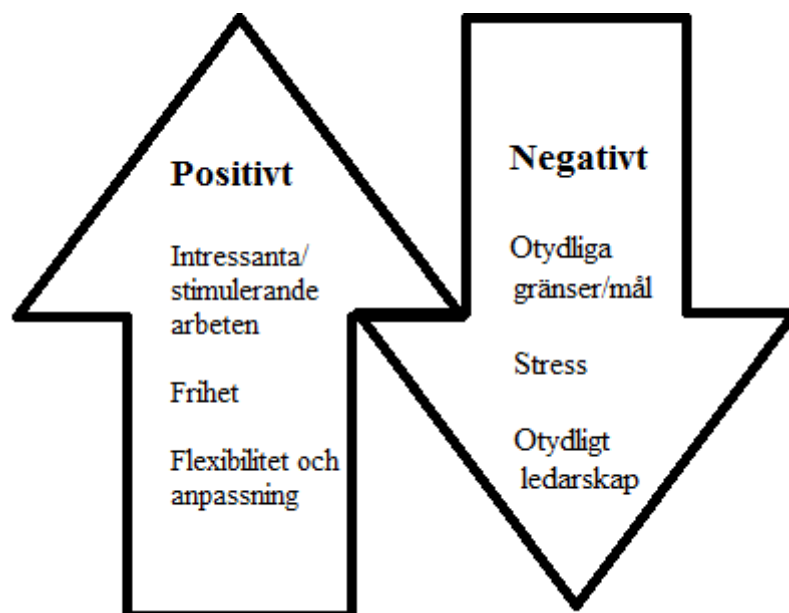 Positivt
Intressanta/
stimulerande
arbeten
Frihet
Flexibilitet och
anpassning
Negativt
Otydliga
gränser/mål
Stress
Otydligt
ledarskap